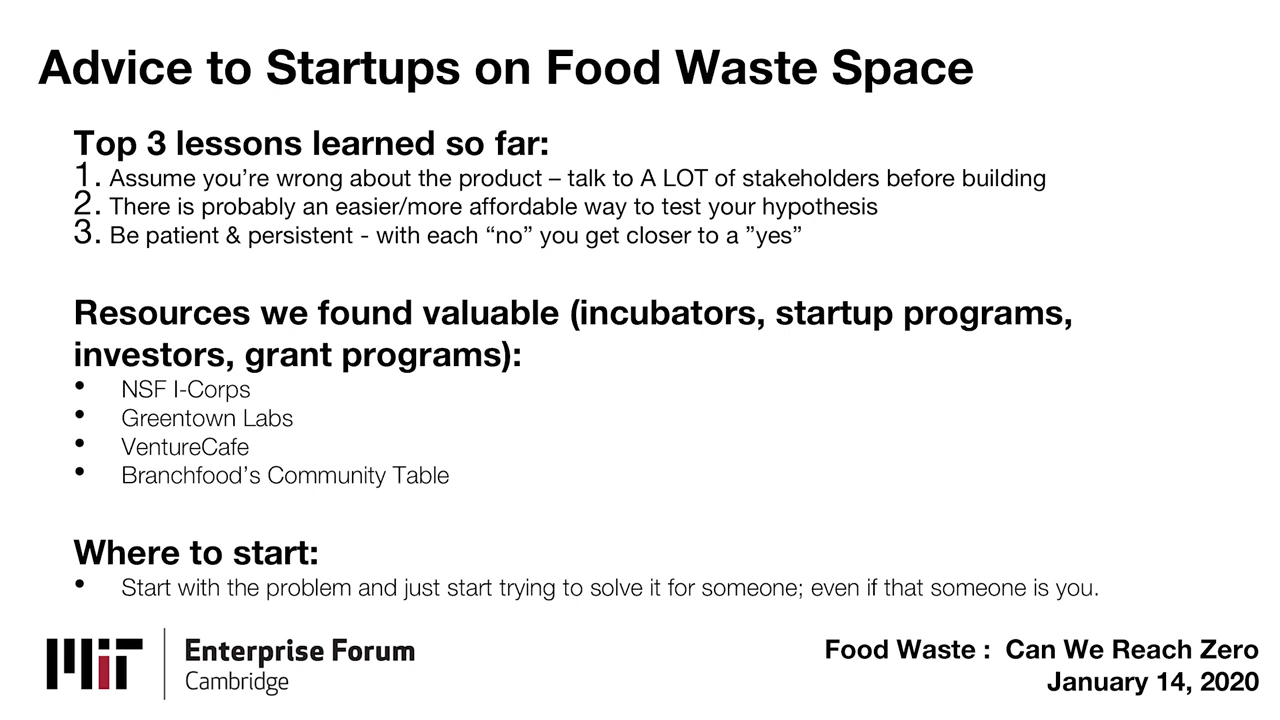 Advice to Startups on Food Waste Space
Top 3 lessons learned so far:
1. Assume you’re wrong about the product – talk to A LOT of stakeholders before building
2. There is probably an easier/more affordable way to test your hypothesis
3. Be patient & persistent - with each “no” you get closer to a ”yes”
Resources we found valuable (incubators, startup programs,
investors, grant programs):
• NSF I-Corps
• Greentown Labs
• VentureCafe
• Branchfood’s Community Table
Where to start:
• Start with the problem and just start trying to solve it for someone; even if that someone is you.
MIT
Enterprise Forum
Cambridge
Food Waste : Can We Reach Zero
January 14, 2020